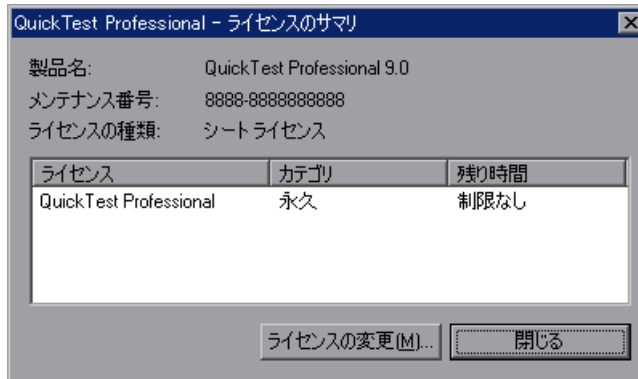 QuickTest Professional - ライセンスのサマリ
製品名: QuickTest Professional 9.0
メンテナンス番号: 8888-8888888888
ライセンスの種類: シートライセンス
ライセンス カテゴリ 残り時間
QuickTest Professional 永久 制限なし
ライセンスの変更(M)... 閉じる